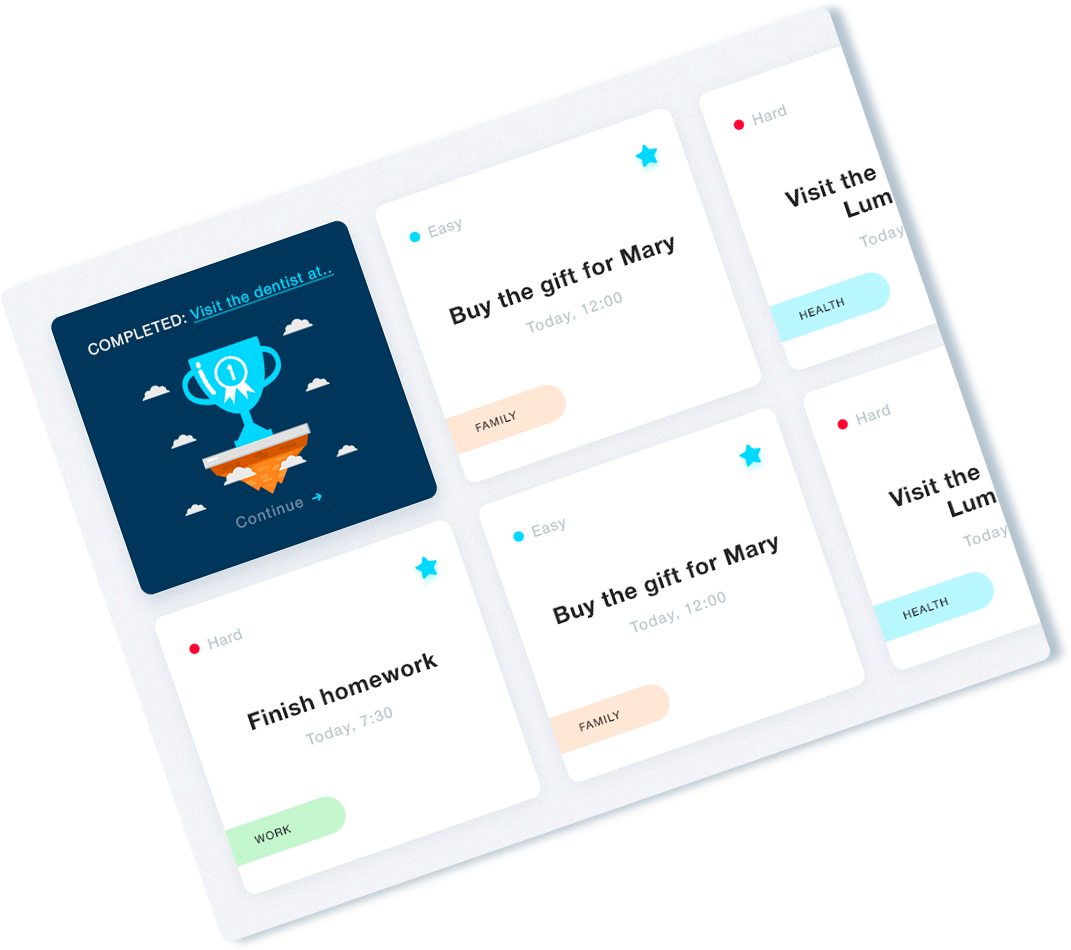 COMPLETED: Visit the dentist at..
1
Continue
Easy
Buy the gift for Mary
Today, 12:00
FAMILY
Hard
Visit the
Lum
Today
HEALTH
Hard
Finish homework
Today, 7:30
WORK
Easy
Buy the gift for Mary
Today, 12:00
FAMILY
Hard
Visit the
Lum
Today
HEALTH